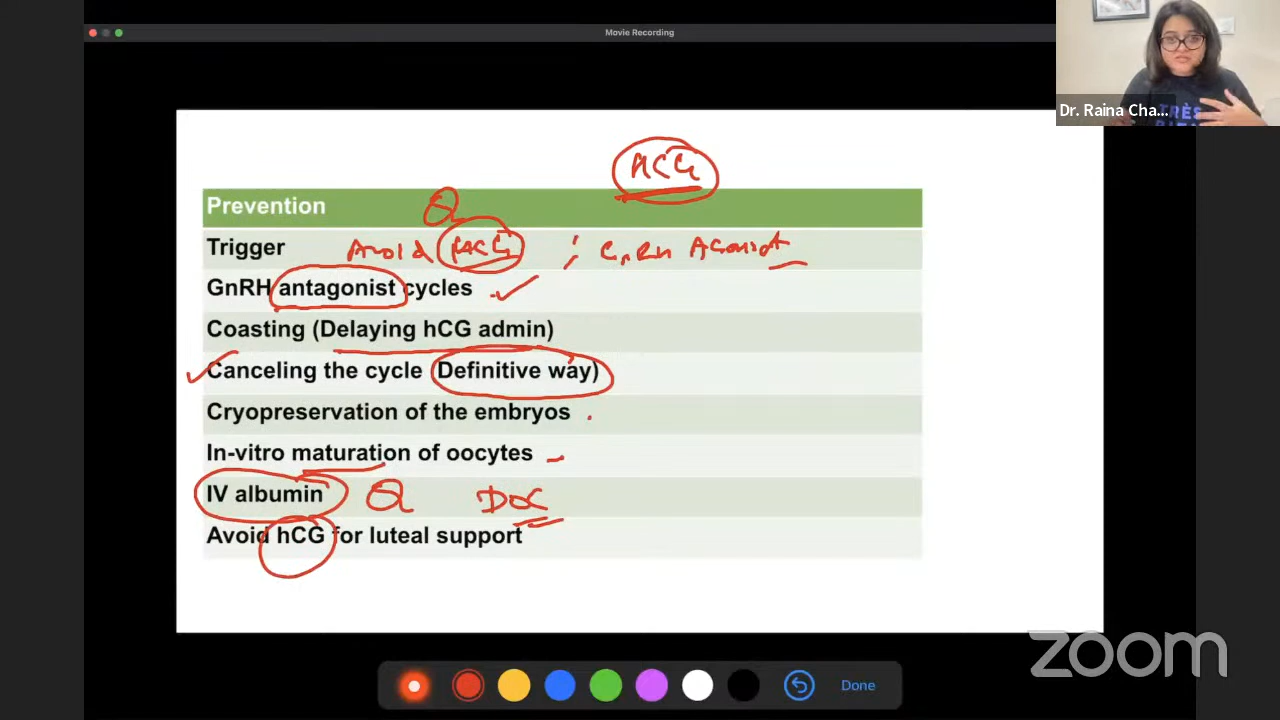 Movie Recording
Dr. Raina Cha...
TRÈS
HCG
Prevention Q
Trigger Avoid HCG ; GnRH Agonist
GnRH antagonist cycles
Coasting (Delaying hCG admin)
Canceling the cycle (Definitive way)
Cryopreservation of the embryos
In-vitro maturation of oocytes
IV albumin Q DOC
Avoid hCG for luteal support
zoom
Done